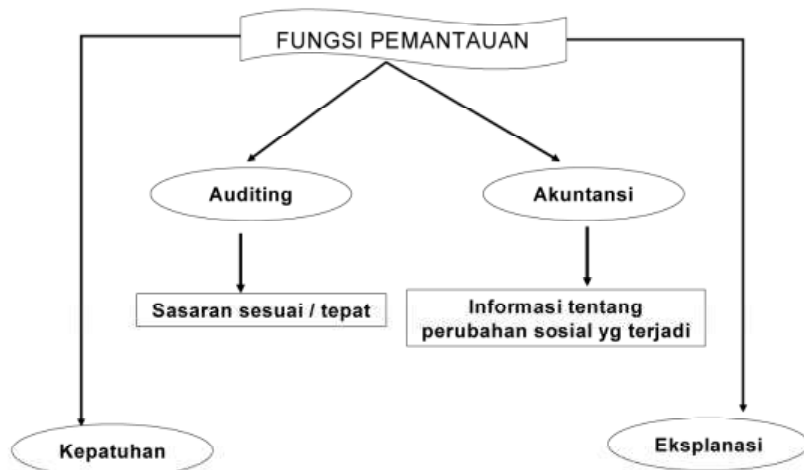 FUNGSI PEMANTAUAN
Auditing
Akuntansi
Sasaran sesuai / tepat
Informasi tentang
perubahan sosial yg terjadi
Kepatuhan
Eksplanasi